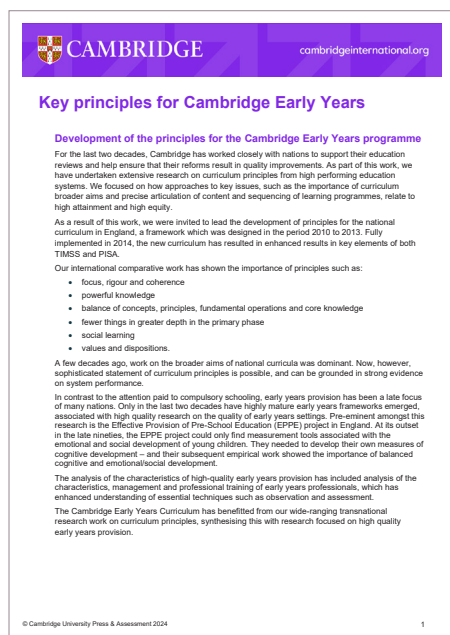 CAMBRIDGE
cambridgeinternational.org
Key principles for Cambridge Early Years
Development of the principles for the Cambridge Early Years programme
For the last two decades, Cambridge has worked closely with nations to support their education
reviews and help ensure that their reforms result in quality improvements. As part of this work, we
have undertaken extensive research on curriculum principles from high performing education
systems. We focused on how approaches to key issues, such as the importance of curriculum
broader aims and precise articulation of content and sequencing of learning programmes, relate to
high attainment and high equity.
As a result of this work, we were invited to lead the development of principles for the national
curriculum in England, a framework which was designed in the period 2010 to 2013. Fully
implemented in 2014, the new curriculum has resulted in enhanced results in key elements of both
TIMSS and PISA.
Our international comparative work has shown the importance of principles such as:
• focus, rigour and coherence
• powerful knowledge
• balance of concepts, principles, fundamental operations and core knowledge
• fewer things in greater depth in the primary phase
• social learning
• values and dispositions.
A few decades ago, work on the broader aims of national curricula was dominant. Now, however,
sophisticated statement of curriculum principles is possible, and can be grounded in strong evidence
on system performance.
In contrast to the attention paid to compulsory schooling, early years provision has been a late focus
of many nations. Only in the last two decades have highly mature early years frameworks emerged,
associated with high quality research on the quality of early years settings. Pre-eminent amongst this
research is the Effective Provision of Pre-School Education (EPPE) project in England. At its outset
in the late nineties, the EPPE project could only find measurement tools associated with the
emotional and social development of young children. They needed to develop their own measures of
cognitive development – and their subsequent empirical work showed the importance of balanced
cognitive and emotional/social development.
The analysis of the characteristics of high-quality early years provision has included analysis of the
characteristics, management and professional training of early years professionals, which has
enhanced understanding of essential techniques such as observation and assessment.
The Cambridge Early Years Curriculum has benefitted from our wide-ranging transnational
research work on curriculum principles, synthesising this with research focused on high quality
early years provision.
© Cambridge University Press & Assessment 2024
1